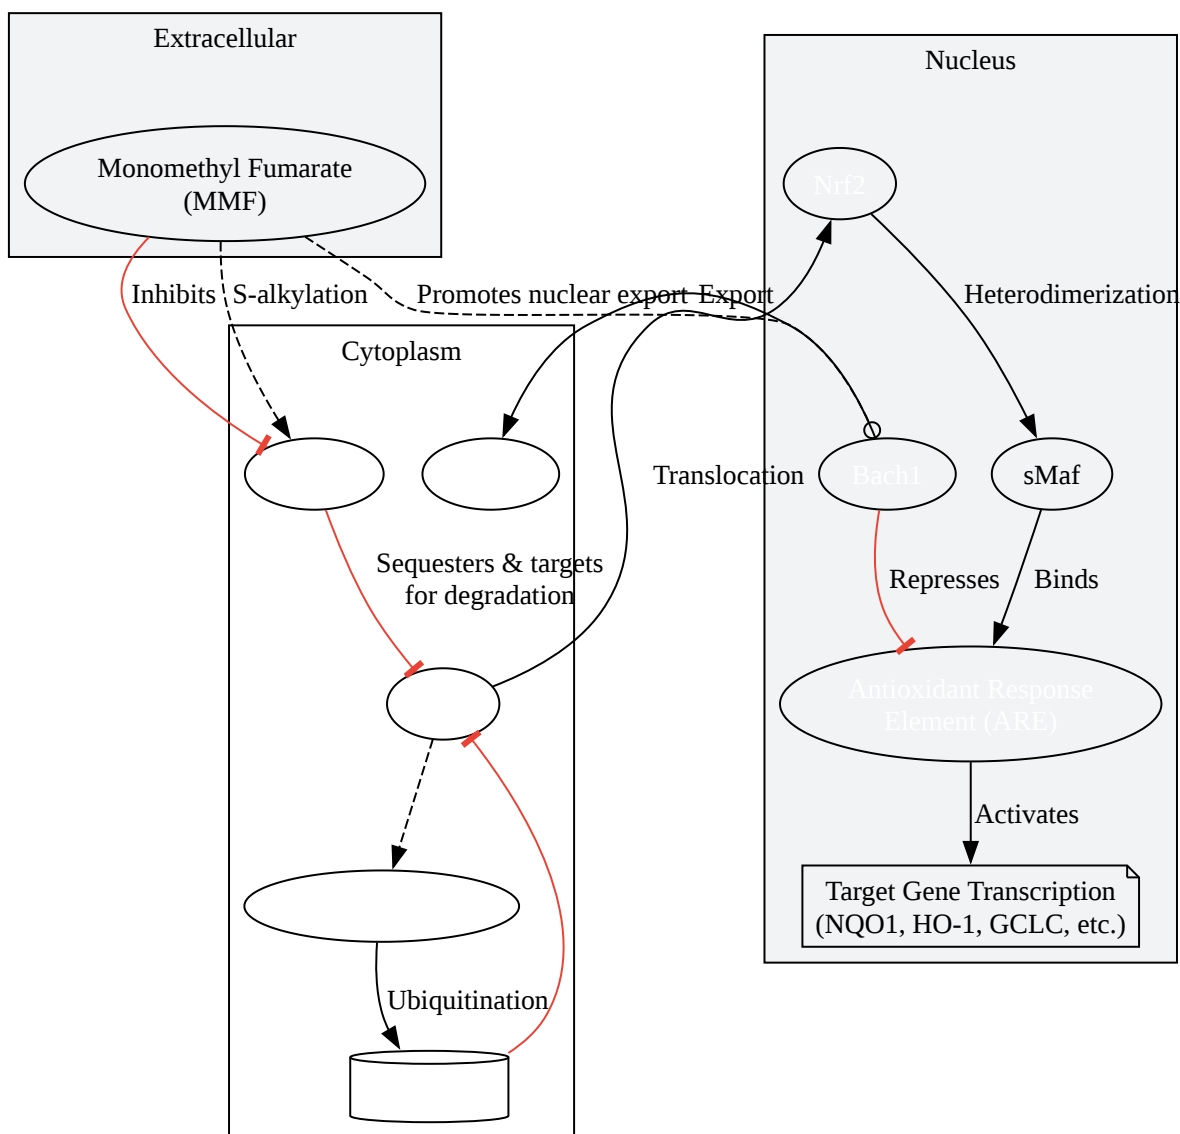 Extracellular
Nucleus
Monomethyl Fumarate
(MMF)
Nrf2
Inhibits
S-alkylation
Promotes nuclear export
Export
Heterodimerization
Cytoplasm
Translocation
Bach1
sMaf
Sequesters & targets
for degradation
Represses
Binds
Antioxidant Response
Element (ARE)
Activates
Target Gene Transcription
(NQO1, HO-1, GCLC, etc.)
Ubiquitination